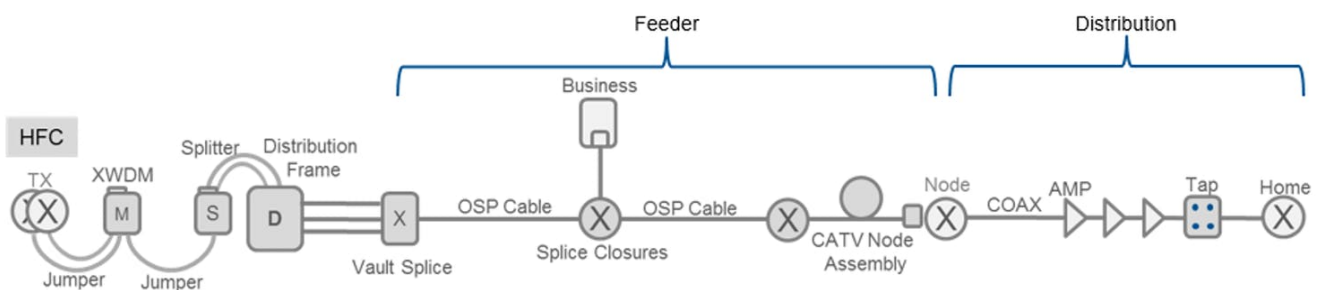 Feeder
Distribution
Business
HFC
Splitter
Distribution
Frame
TX
XWDM
Node
AMP
Tap
Home
X
M
S
D
X
OSP Cable
X
OSP Cable
X
X
COAX
X
Splice Closures
CATV Node
Assembly
Vault Splice
Jumper
Jumper